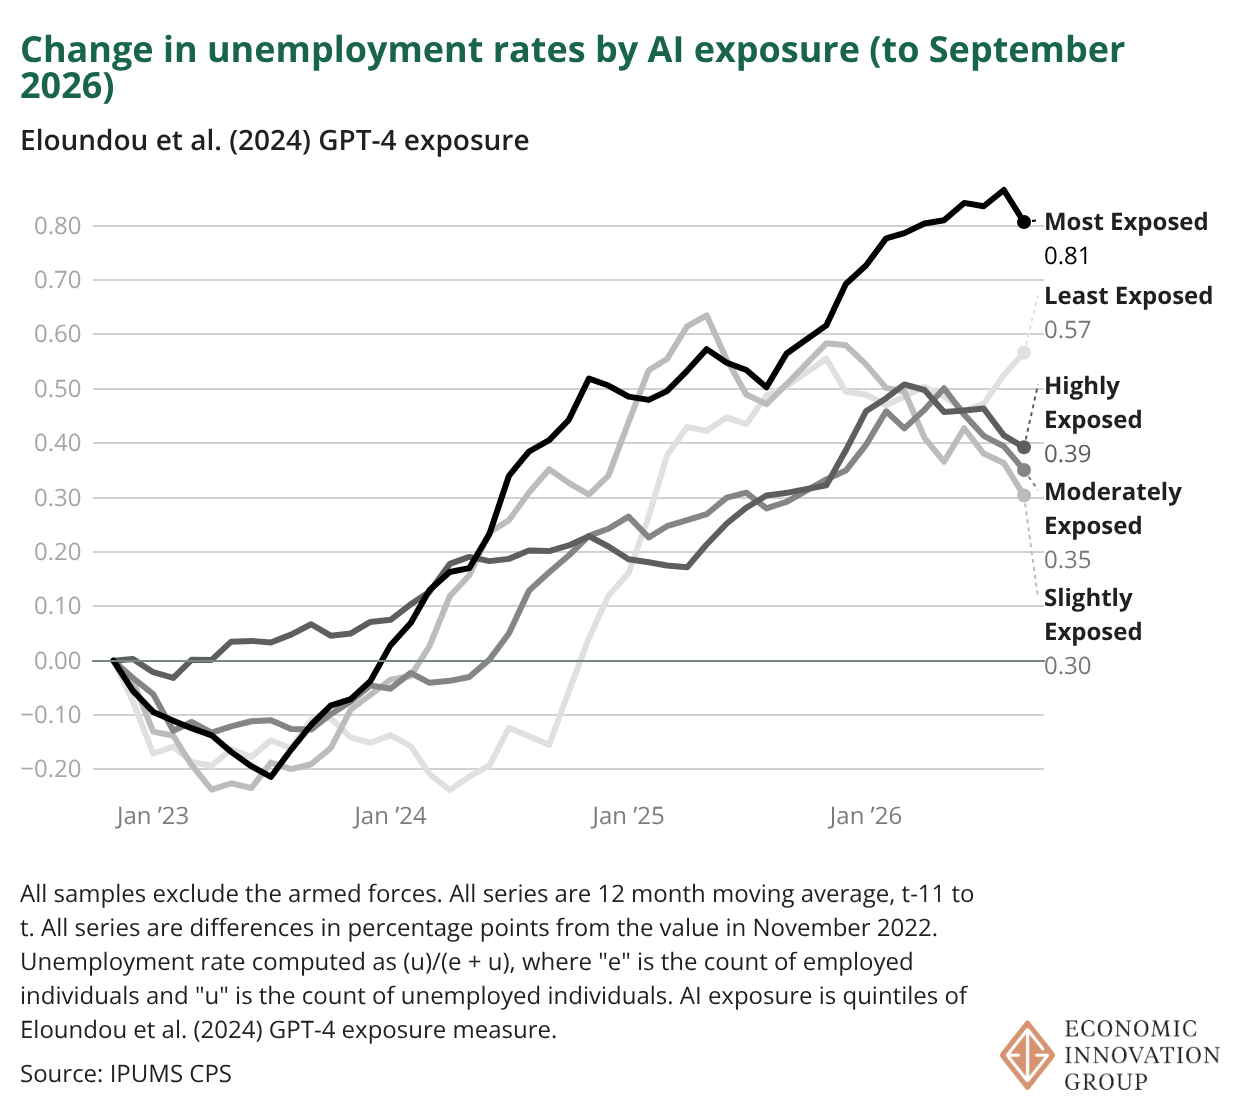 Change in unemployment rates by AI exposure (to September
2026)
Eloundou et al. (2024) GPT-4 exposure
0.80
0.70
0.60
0.50
0.40
0.30
0.20
0.10
0.00
−0.10
−0.20
Jan ’23
Jan ’24
Jan ’25
Jan ’26
Most Exposed
0.81
Least Exposed
0.57
Highly
Exposed
0.39
Moderately
Exposed
0.35
Slightly
Exposed
0.30
All samples exclude the armed forces. All series are 12 month moving average, t-11 to
t. All series are differences in percentage points from the value in November 2022.
Unemployment rate computed as (u)/(e + u), where "e" is the count of employed
individuals and "u" is the count of unemployed individuals. AI exposure is quintiles of
Eloundou et al. (2024) GPT-4 exposure measure.
Source: IPUMS CPS
ECONOMIC
INNOVATION
GROUP